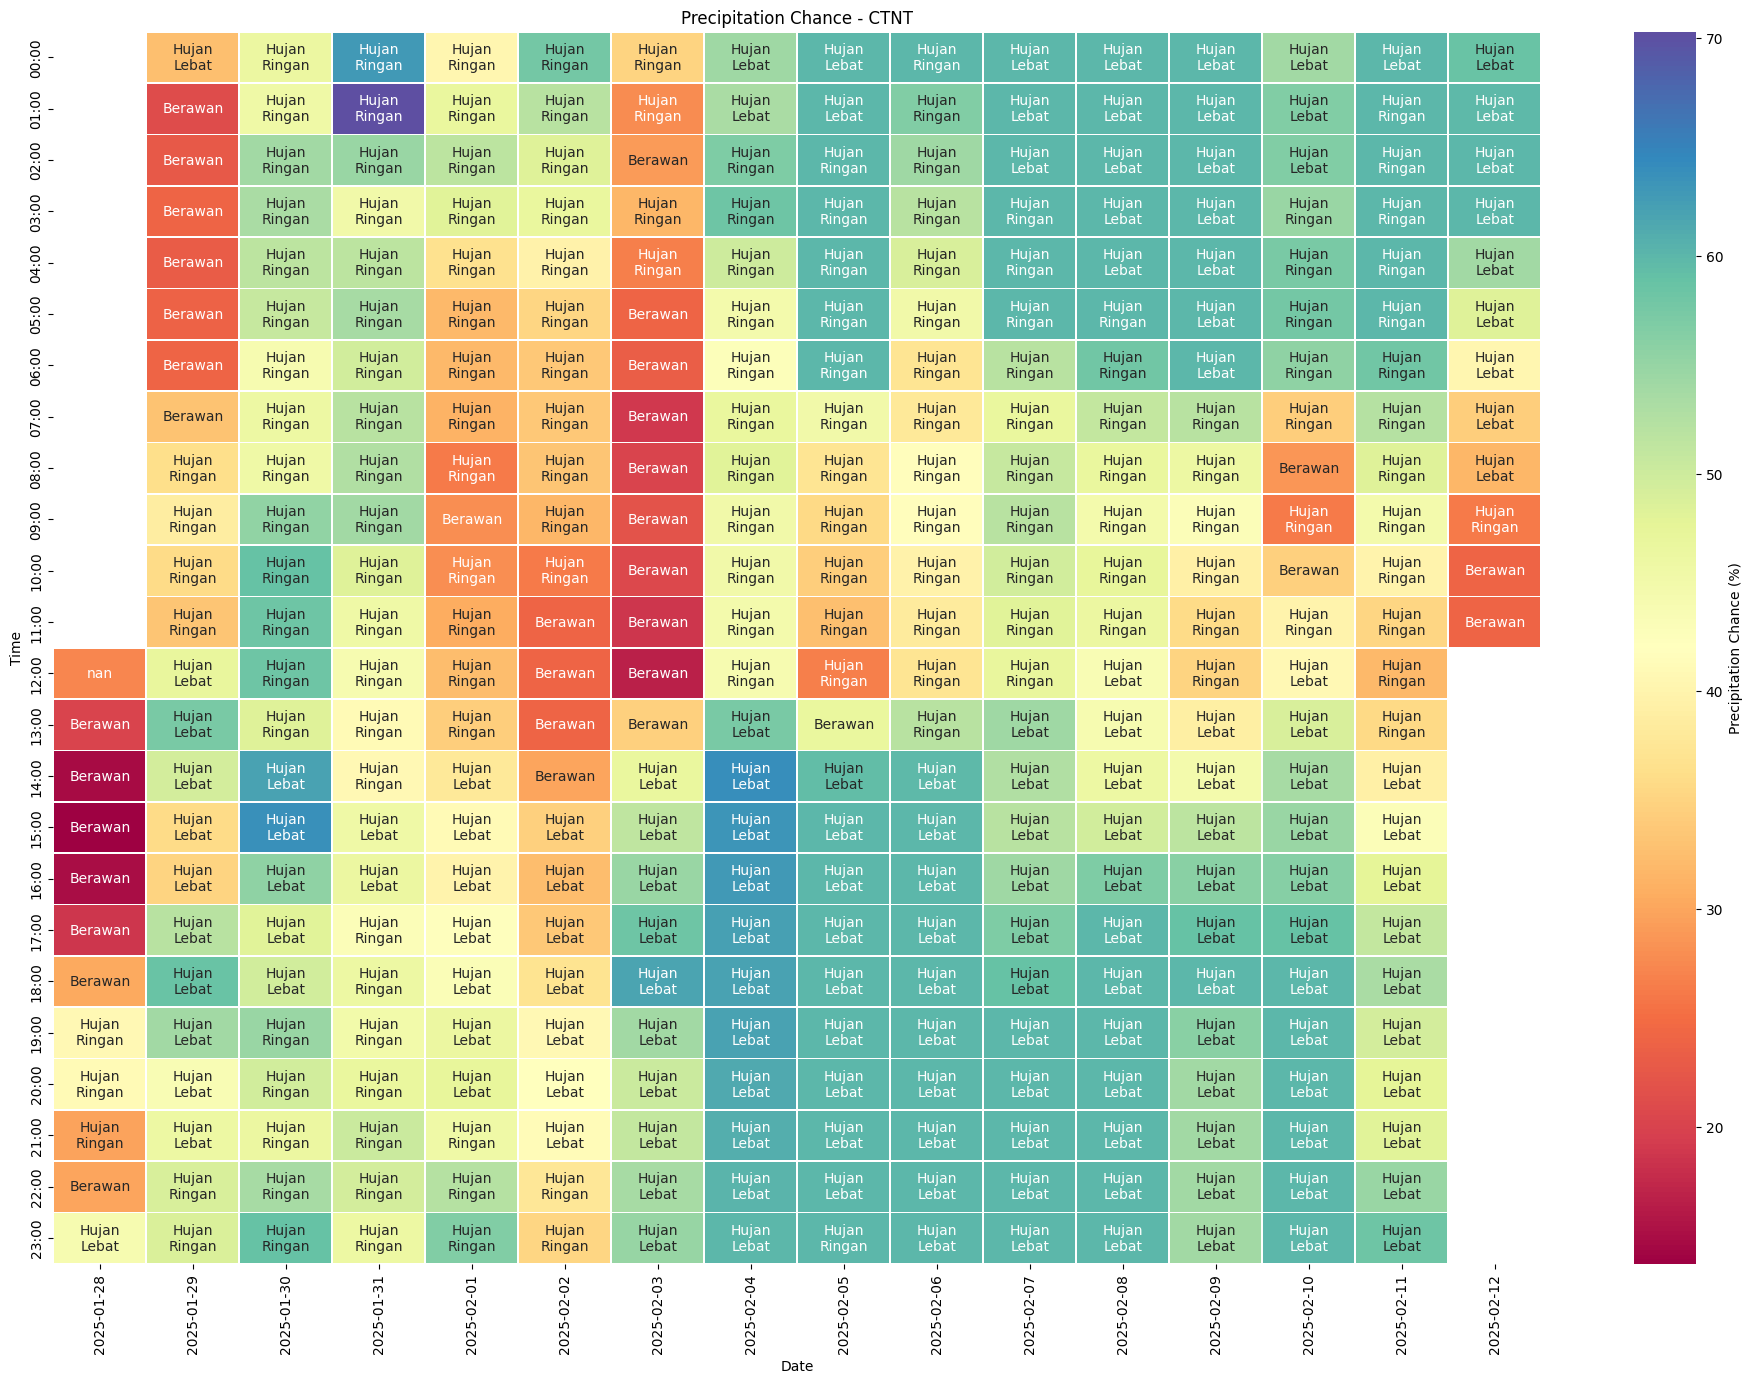 Precipitation Chance - CTNT
00:00 Hujan Lebat Hujan Ringan Hujan Ringan Hujan Ringan Hujan Ringan Hujan Ringan Hujan Lebat Hujan Lebat Hujan Ringan Hujan Lebat Hujan Lebat Hujan Lebat Hujan Lebat Hujan Lebat Hujan Lebat
01:00 Berawan Hujan Ringan Hujan Ringan Hujan Ringan Hujan Ringan Hujan Ringan Hujan Lebat Hujan Lebat Hujan Ringan Hujan Lebat Hujan Lebat Hujan Lebat Hujan Lebat Hujan Ringan Hujan Lebat
02:00 Berawan Hujan Ringan Hujan Ringan Hujan Ringan Hujan Ringan Berawan Hujan Ringan Hujan Ringan Hujan Ringan Hujan Lebat Hujan Lebat Hujan Lebat Hujan Lebat Hujan Ringan Hujan Lebat
03:00 Berawan Hujan Ringan Hujan Ringan Hujan Ringan Hujan Ringan Hujan Ringan Hujan Ringan Hujan Ringan Hujan Ringan Hujan Ringan Hujan Lebat Hujan Lebat Hujan Ringan Hujan Ringan Hujan Lebat
04:00 Berawan Hujan Ringan Hujan Ringan Hujan Ringan Hujan Ringan Hujan Ringan Hujan Ringan Hujan Ringan Hujan Ringan Hujan Ringan Hujan Lebat Hujan Lebat Hujan Ringan Hujan Ringan Hujan Lebat
05:00 Berawan Hujan Ringan Hujan Ringan Hujan Ringan Hujan Ringan Berawan Hujan Ringan Hujan Ringan Hujan Ringan Hujan Ringan Hujan Ringan Hujan Lebat Hujan Ringan Hujan Ringan Hujan Lebat
06:00 Berawan Hujan Ringan Hujan Ringan Hujan Ringan Hujan Ringan Berawan Hujan Ringan Hujan Ringan Hujan Ringan Hujan Ringan Hujan Ringan Hujan Lebat Hujan Ringan Hujan Ringan Hujan Lebat
07:00 Berawan Hujan Ringan Hujan Ringan Hujan Ringan Hujan Ringan Berawan Hujan Ringan Hujan Ringan Hujan Ringan Hujan Ringan Hujan Ringan Hujan Ringan Hujan Ringan Hujan Ringan Hujan Lebat
08:00 Hujan Ringan Hujan Ringan Hujan Ringan Hujan Ringan Hujan Ringan Berawan Hujan Ringan Hujan Ringan Hujan Ringan Hujan Ringan Hujan Ringan Hujan Ringan Berawan Hujan Ringan Hujan Lebat
09:00 Hujan Ringan Hujan Ringan Hujan Ringan Berawan Hujan Ringan Berawan Hujan Ringan Hujan Ringan Hujan Ringan Hujan Ringan Hujan Ringan Hujan Ringan Hujan Ringan Hujan Ringan Hujan Ringan
10:00 Hujan Ringan Hujan Ringan Hujan Ringan Hujan Ringan Hujan Ringan Berawan Hujan Ringan Hujan Ringan Hujan Ringan Hujan Ringan Hujan Ringan Hujan Ringan Berawan Hujan Ringan Berawan
11:00 Hujan Ringan Hujan Ringan Hujan Ringan Hujan Ringan Berawan Berawan Hujan Ringan Hujan Ringan Hujan Ringan Hujan Ringan Hujan Ringan Hujan Ringan Hujan Ringan Hujan Ringan Berawan
12:00 nan Hujan Lebat Hujan Ringan Hujan Ringan Hujan Ringan Berawan Berawan Hujan Ringan Hujan Ringan Hujan Ringan Hujan Ringan Hujan Lebat Hujan Ringan Hujan Lebat Hujan Ringan
13:00 Berawan Hujan Lebat Hujan Ringan Hujan Ringan Hujan Ringan Berawan Berawan Hujan Lebat Berawan Hujan Ringan Hujan Lebat Hujan Lebat Hujan Lebat Hujan Lebat Hujan Ringan
14:00 Berawan Hujan Lebat Hujan Lebat Hujan Ringan Hujan Lebat Berawan Hujan Lebat Hujan Lebat Hujan Lebat Hujan Lebat Hujan Lebat Hujan Lebat Hujan Lebat Hujan Lebat Hujan Lebat
15:00 Berawan Hujan Lebat Hujan Lebat Hujan Lebat Hujan Lebat Hujan Lebat Hujan Lebat Hujan Lebat Hujan Lebat Hujan Lebat Hujan Lebat Hujan Lebat Hujan Lebat Hujan Lebat Hujan Lebat
16:00 Berawan Hujan Lebat Hujan Lebat Hujan Lebat Hujan Lebat Hujan Lebat Hujan Lebat Hujan Lebat Hujan Lebat Hujan Lebat Hujan Lebat Hujan Lebat Hujan Lebat Hujan Lebat Hujan Lebat
17:00 Berawan Hujan Lebat Hujan Lebat Hujan Ringan Hujan Lebat Hujan Lebat Hujan Lebat Hujan Lebat Hujan Lebat Hujan Lebat Hujan Lebat Hujan Lebat Hujan Lebat Hujan Lebat Hujan Lebat
18:00 Berawan Hujan Lebat Hujan Lebat Hujan Ringan Hujan Lebat Hujan Lebat Hujan Lebat Hujan Lebat Hujan Lebat Hujan Lebat Hujan Lebat Hujan Lebat Hujan Lebat Hujan Lebat Hujan Lebat
19:00 Hujan Ringan Hujan Lebat Hujan Ringan Hujan Ringan Hujan Lebat Hujan Lebat Hujan Lebat Hujan Lebat Hujan Lebat Hujan Lebat Hujan Lebat Hujan Lebat Hujan Lebat Hujan Lebat Hujan Lebat
20:00 Hujan Ringan Hujan Lebat Hujan Ringan Hujan Ringan Hujan Lebat Hujan Lebat Hujan Lebat Hujan Lebat Hujan Lebat Hujan Lebat Hujan Lebat Hujan Lebat Hujan Lebat Hujan Lebat Hujan Lebat
21:00 Hujan Ringan Hujan Lebat Hujan Ringan Hujan Ringan Hujan Ringan Hujan Lebat Hujan Lebat Hujan Lebat Hujan Lebat Hujan Lebat Hujan Lebat Hujan Lebat Hujan Lebat Hujan Lebat Hujan Lebat
22:00 Berawan Hujan Ringan Hujan Ringan Hujan Ringan Hujan Ringan Hujan Ringan Hujan Lebat Hujan Lebat Hujan Lebat Hujan Lebat Hujan Lebat Hujan Lebat Hujan Lebat Hujan Lebat Hujan Lebat
23:00 Hujan Lebat Hujan Ringan Hujan Ringan Hujan Ringan Hujan Ringan Hujan Ringan Hujan Lebat Hujan Lebat Hujan Ringan Hujan Lebat Hujan Lebat Hujan Lebat Hujan Lebat Hujan Lebat Hujan Lebat
2025-01-28 2025-01-29 2025-01-30 2025-01-31 2025-02-01 2025-02-02 2025-02-03 2025-02-04 2025-02-05 2025-02-06 2025-02-07 2025-02-08 2025-02-09 2025-02-10 2025-02-11 2025-02-12
Date
Time
70
60
50
40
30
20
Precipitation Chance (%)